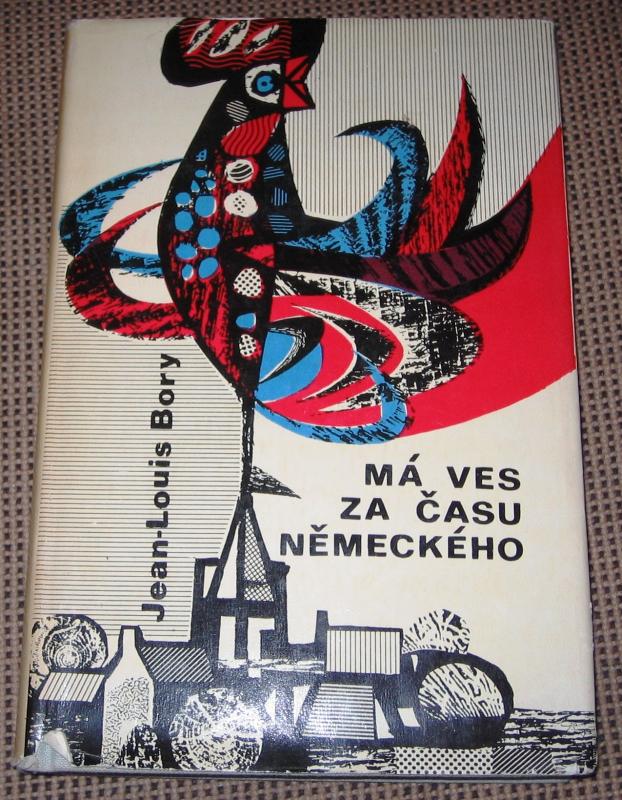 Jean-Louis Bory
MÁ VES
ZA ČASU
NĚMECKÉHO